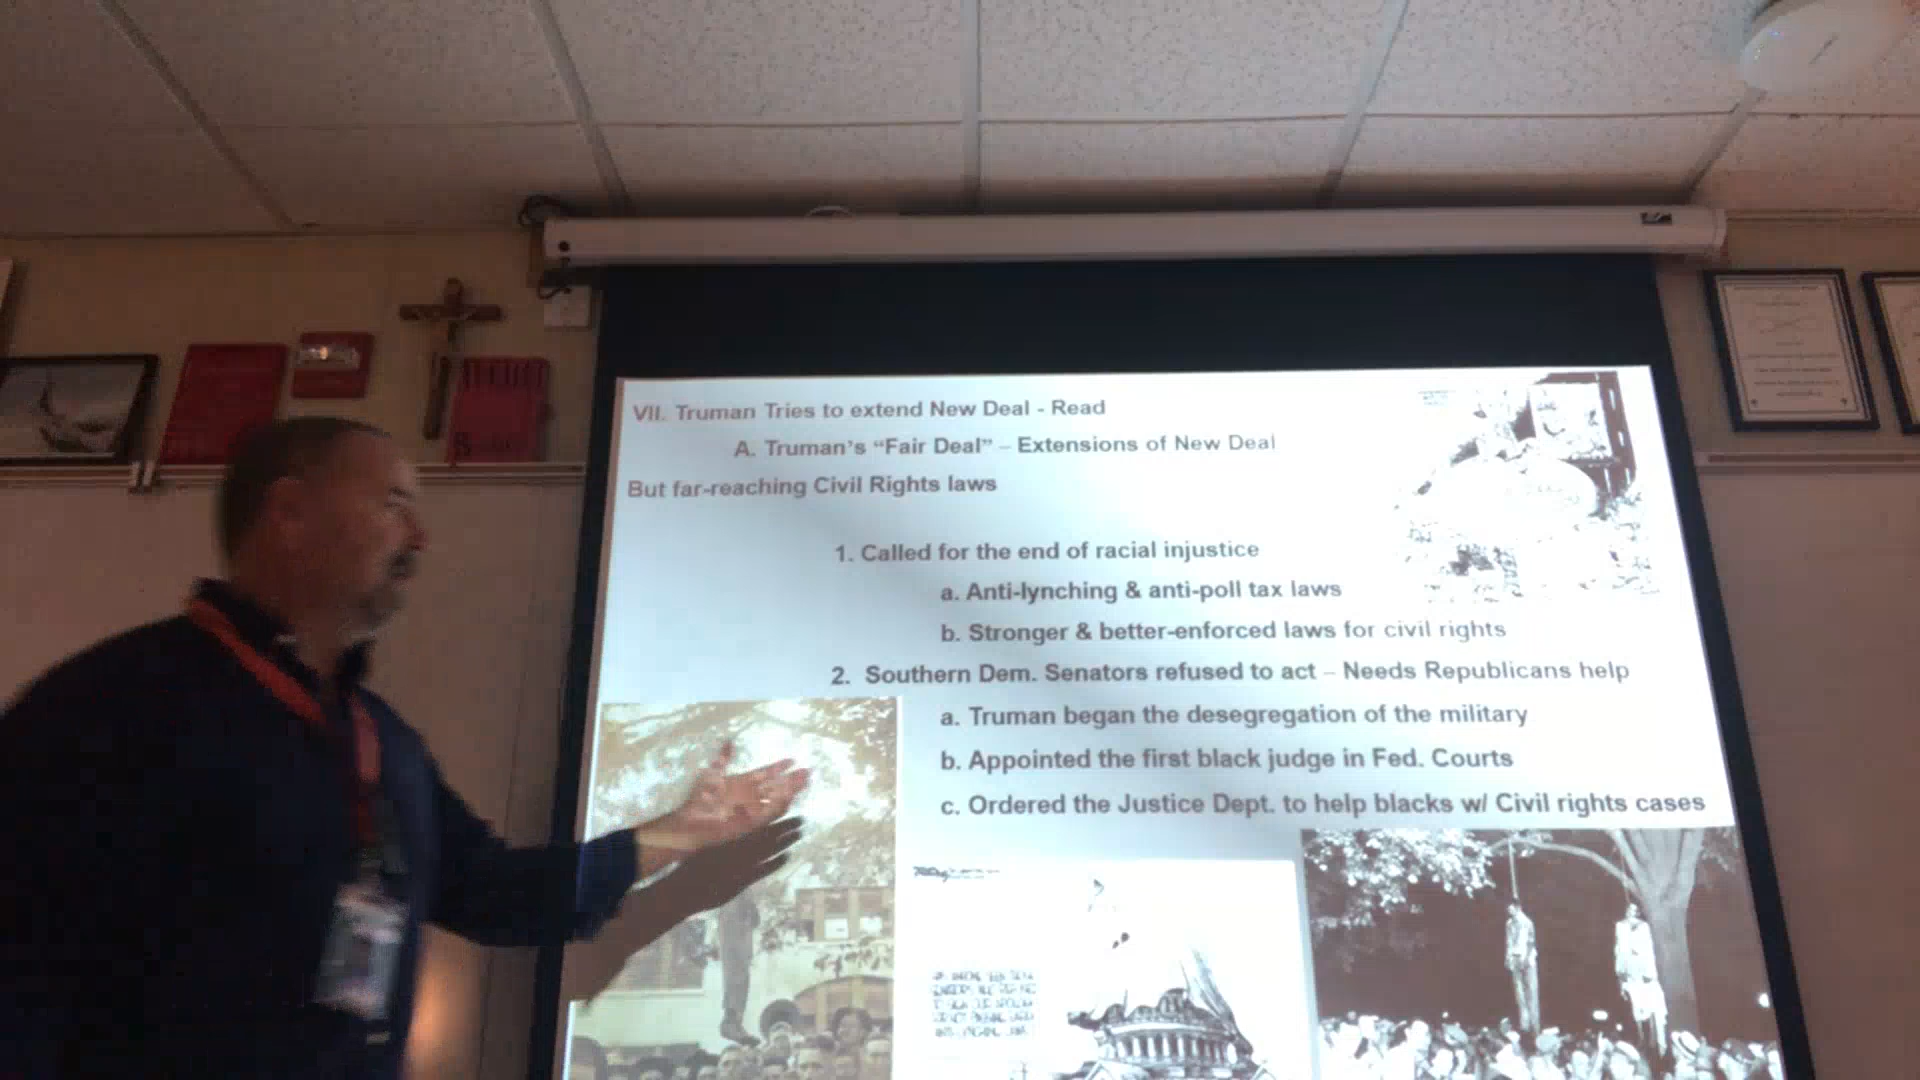 VII. Truman Tries to extend New Deal - Read
A. Truman's “Fair Deal” – Extensions of New Deal
But far-reaching Civil Rights laws
1. Called for the end of racial injustice
a. Anti-lynching & anti-poll tax laws
b. Stronger & better-enforced laws for civil rights
2. Southern Dem. Senators refused to act – Needs Republicans help
a. Truman began the desegregation of the military
b. Appointed the first black judge in Fed. Courts
c. Ordered the Justice Dept. to help blacks w/ Civil rights cases